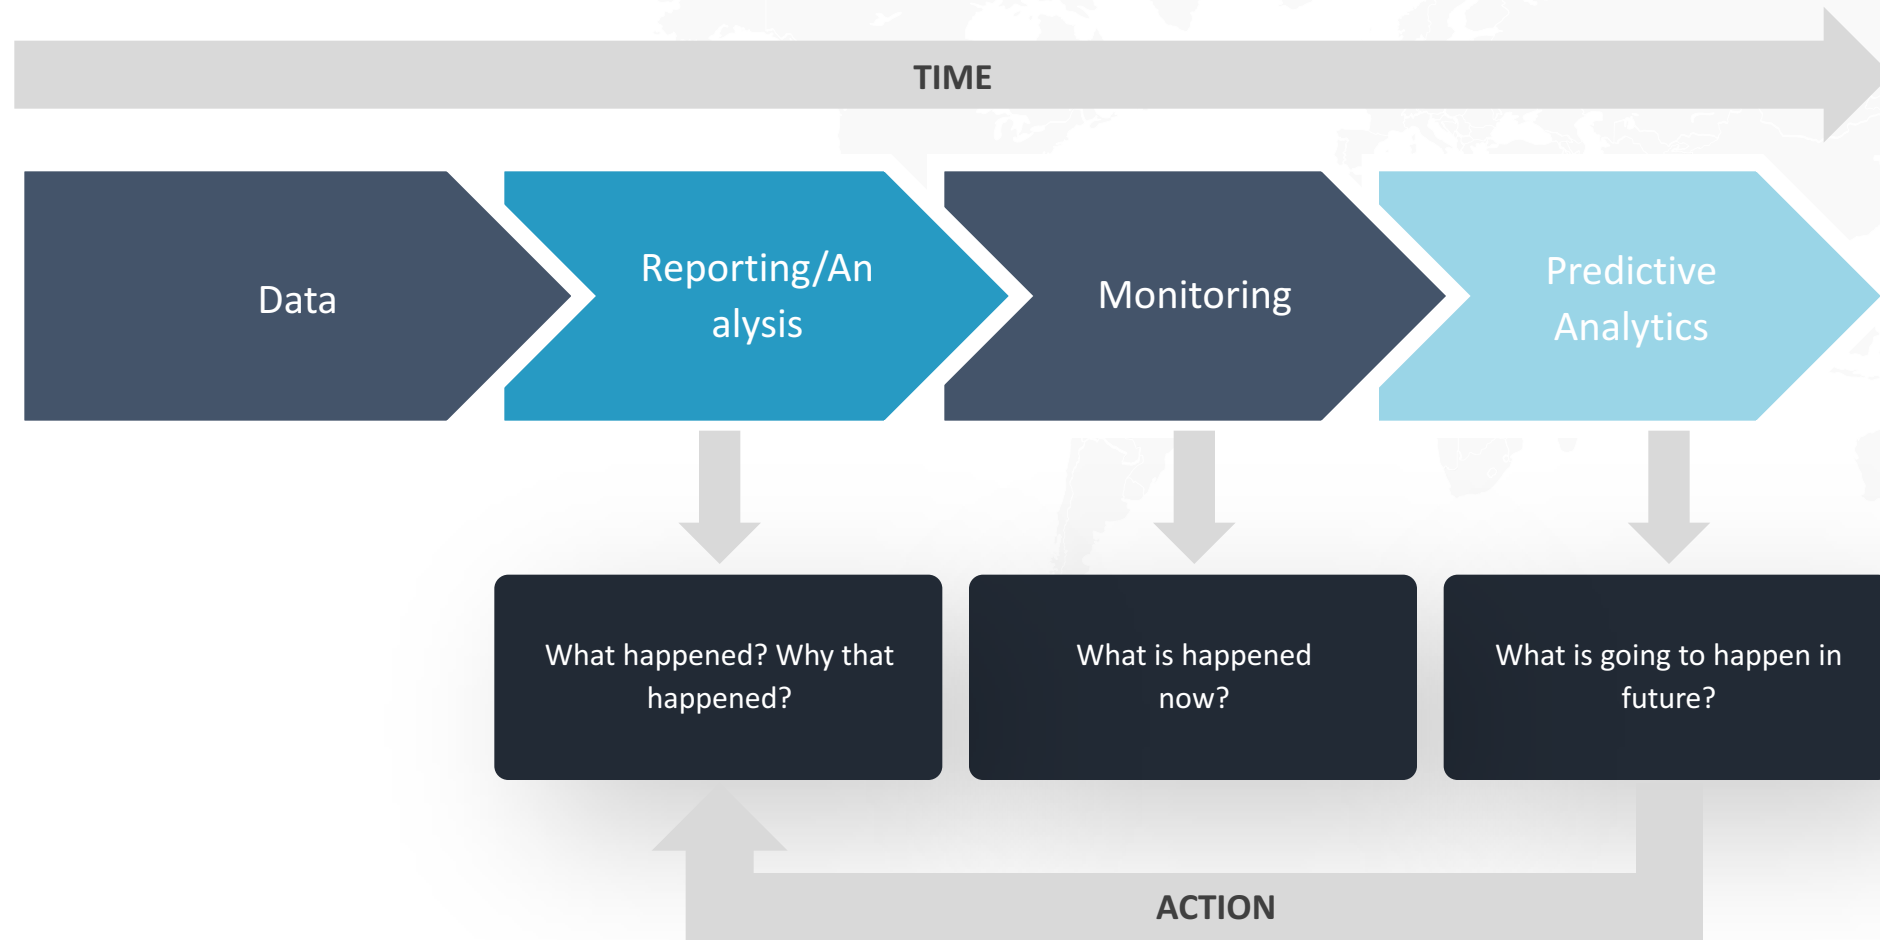 TIME
Data
Reporting/An
alysis
Monitoring
Predictive
Analytics
What happened? Why that
happened?
What is happened
now?
What is going to happen in
future?
ACTION